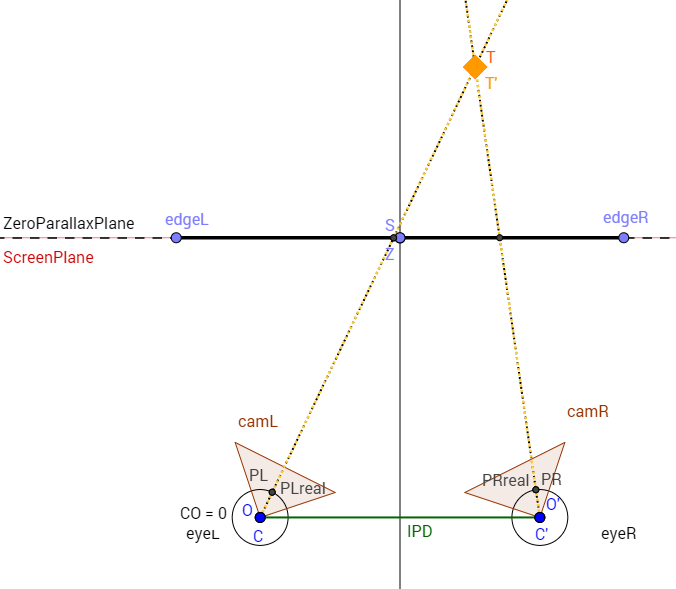 T
T'
edgeL
edgeR
ZeroParallaxPlane
S
Z
ScreenPlane
camL
camR
PL
PLreal
PRreal
PR
CO = 0
O
O'
eyeL
C
IPD
C'
eyeR